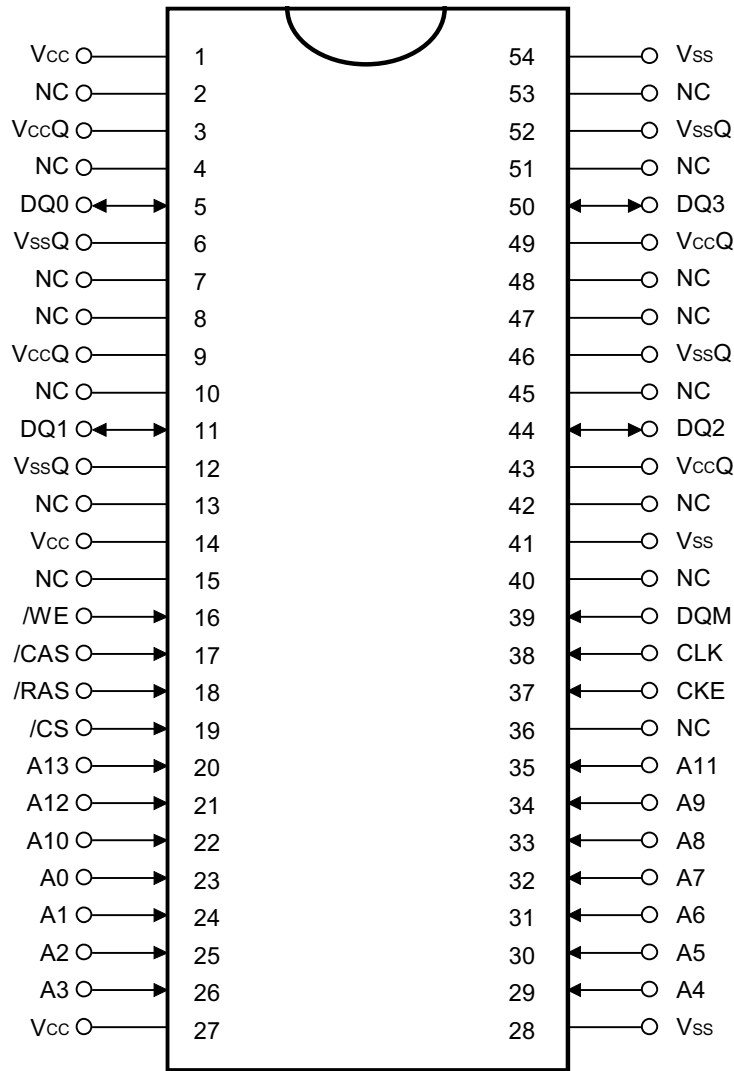 Vcc 1 54 Vss
NC 2 53 NC
VccQ 3 52 VssQ
NC 4 51 NC
DQ0 5 50 DQ3
VssQ 6 49 VccQ
NC 7 48 NC
NC 8 47 NC
VccQ 9 46 VssQ
NC 10 45 NC
DQ1 11 44 DQ2
VssQ 12 43 VccQ
NC 13 42 NC
Vcc 14 41 Vss
NC 15 40 NC
/WE 16 39 DQM
/CAS 17 38 CLK
/RAS 18 37 CKE
/CS 19 36 NC
A13 20 35 A11
A12 21 34 A9
A10 22 33 A8
A0 23 32 A7
A1 24 31 A6
A2 25 30 A5
A3 26 29 A4
Vcc 27 28 Vss